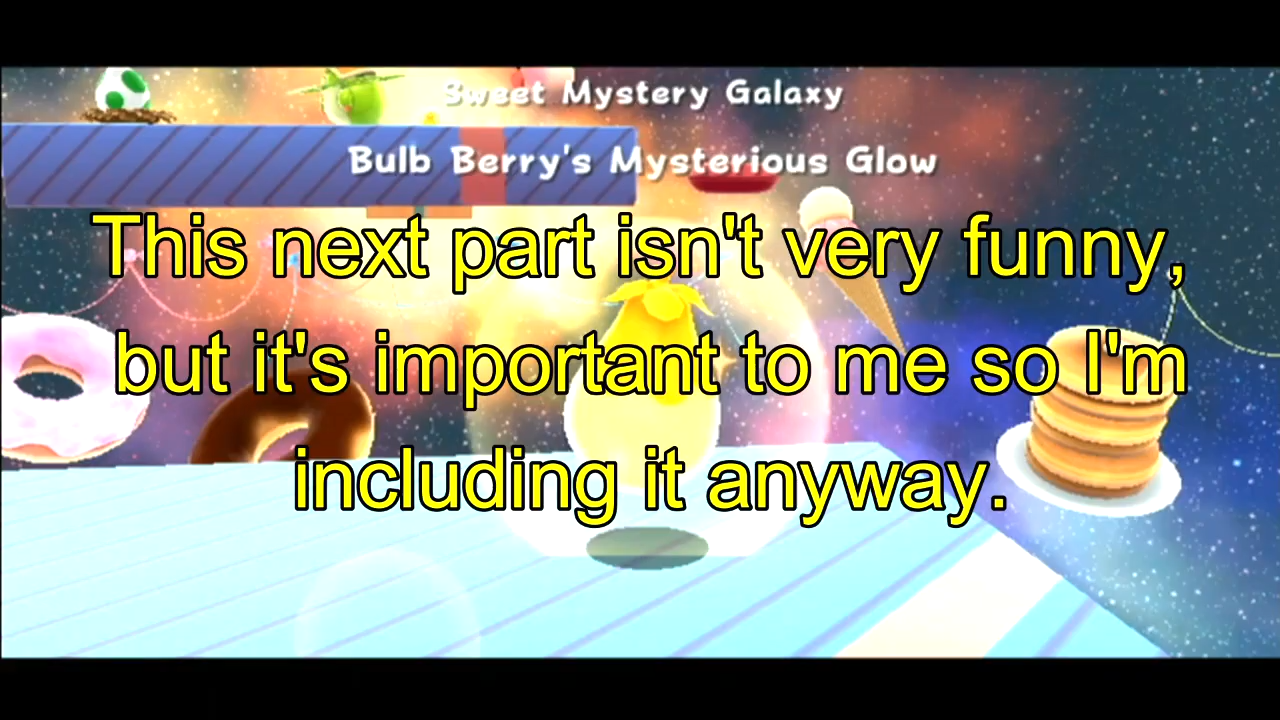 Sweet Mystery Galaxy
Bulb Berry's Mysterious Glow
This next part isn't very funny,
but it's important to me so I'm
including it anyway.